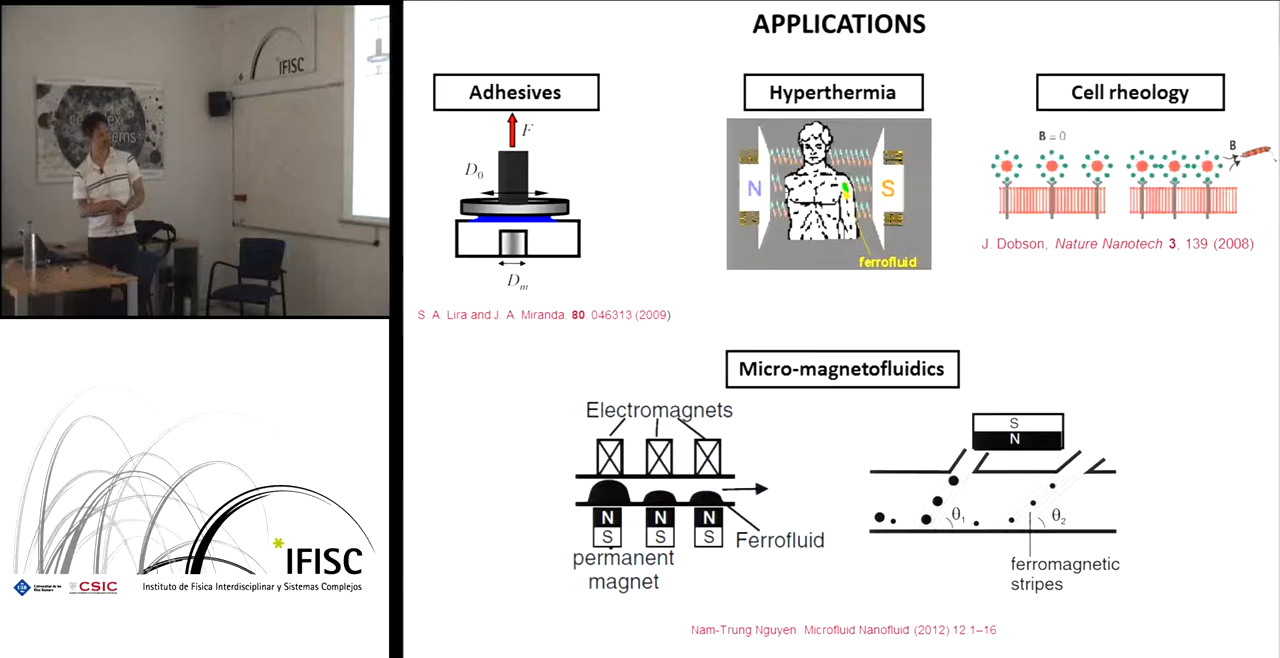 IFISC
complex
APPLICATIONS
Adhesives
F
D0
Dm
S. A. Lira and J. A. Miranda. 80. 046313 (2009)
Hyperthermia
N
S
ferrofluid
Cell rheology
B = 0
B
J. Dobson, Nature Nanotech 3, 139 (2008)
Micro-magnetofluidics
Electromagnets
N N N
S S S
Ferrofluid
permanent
magnet
S
N
θ1
θ2
ferromagnetic
stripes
Nam-Trung Nguyen. Microfluid Nanofluid (2012) 12:1–16
*IFISC
CSIC
Instituto de Física Interdisciplinar y Sistemas Complejos